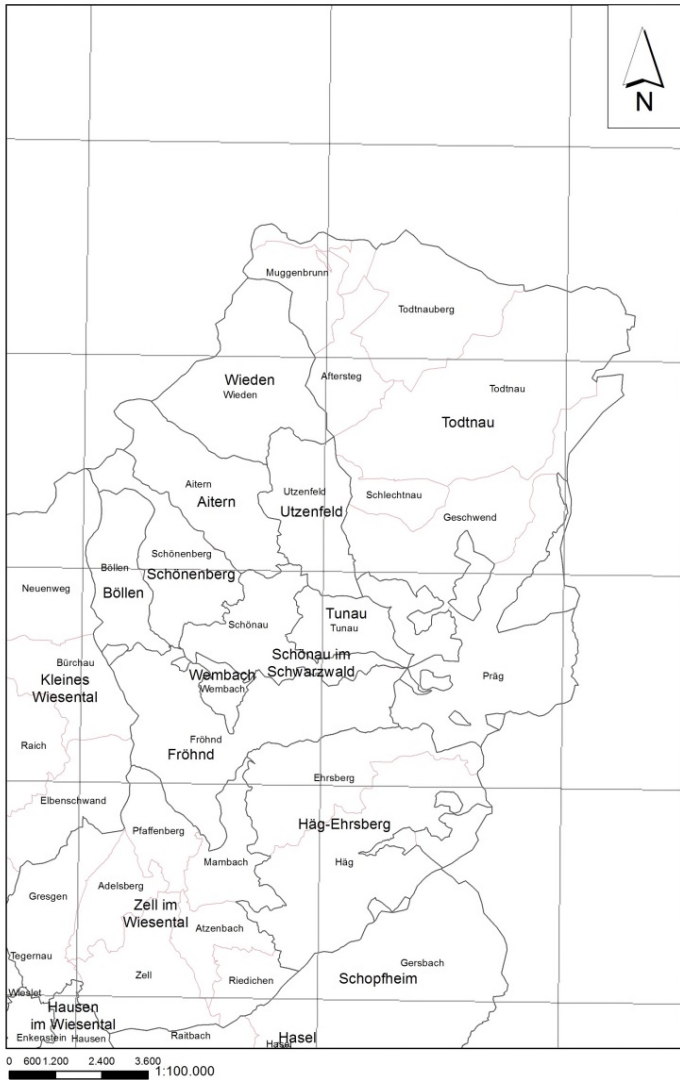 N
Muggenbrunn
Todtnauberg
Wieden
Wieden
Aftersteg
Todtnau
Todtnau
Aitern
Aitern
Utzenfeld
Utzenfeld
Schlechtnau
Geschwend
Schönenberg
Schönenberg
Böllen
Böllen
Neuenweg
Tunau
Tunau
Schönau
Schönau im
Schwarzwald
Wembach
Wembach
Präg
Bürchau
Kleines
Wiesental
Raich
Fröhnd
Fröhnd
Ehrsberg
Elbenschwand
Häg-Ehrsberg
Pfaffenberg
Mambach
Häg
Adelsberg
Gresgen
Zell im
Wiesental
Atzenbach
Tegernau
Zell
Riedichen
Gersbach
Schopfheim
Wieslet
Hausen
im Wiesental
Enkenstein
Hausen
Raitbach
Hasel
Hasel
0 600 1.200 2.400 3.600
1:100.000